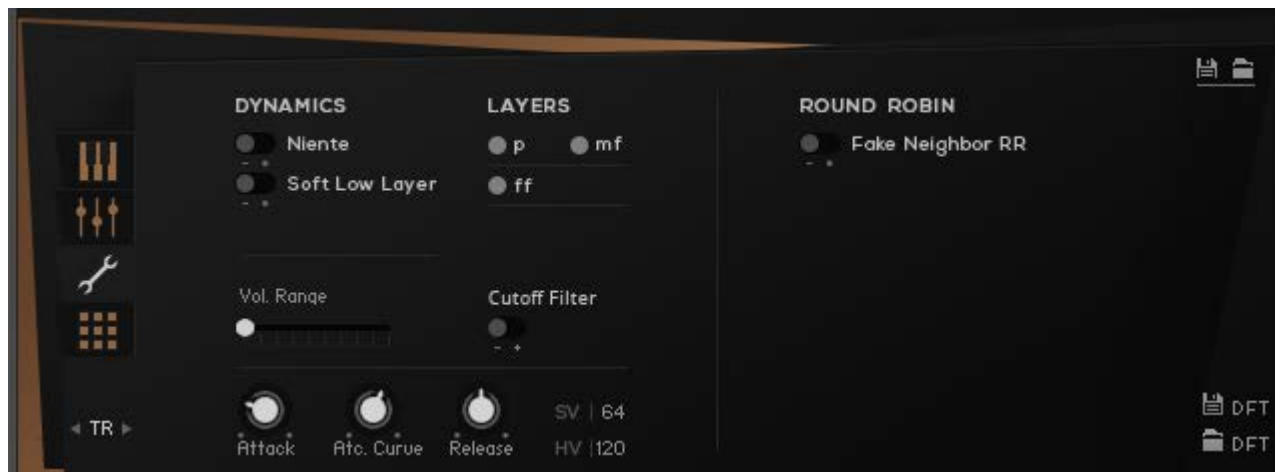 DYNAMICS
LAYERS
ROUND ROBIN
Niente
p
mf
Fake Neighbor RR
- +
- +
Soft Low Layer
ff
- +
Vol. Range
Cutoff Filter
- +
TR
SV | 64
DFT
Attack
Atc. Curve
Release
HV | 120
DFT